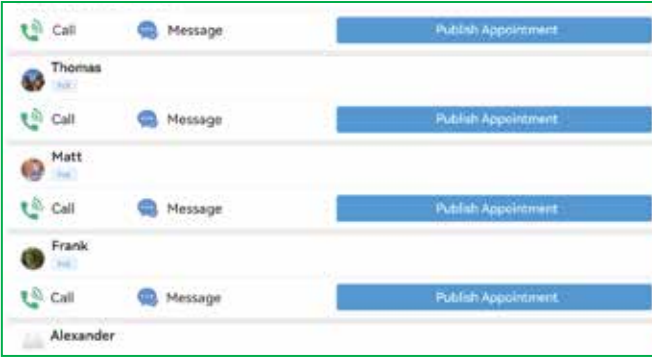 Call Message Publish Appointment
Thomas
Call Message Publish Appointment
Matt
Call Message Publish Appointment
Frank
Call Message Publish Appointment
Alexander